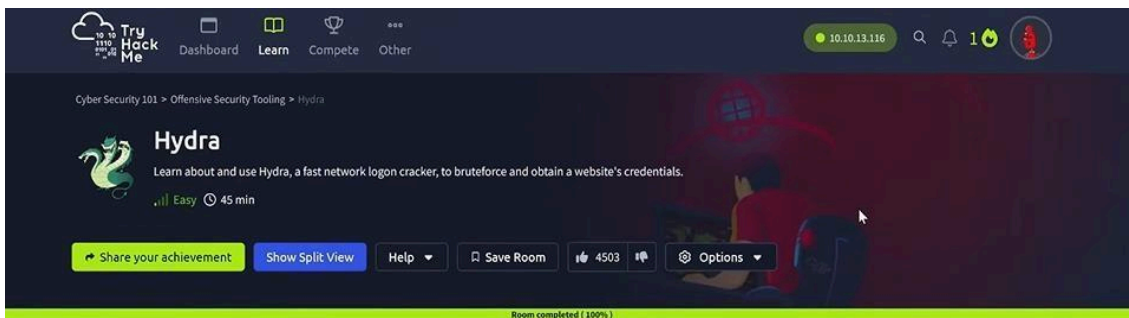 Try
Hack
Me
Dashboard
Learn
Compete
Other
10.10.13.116
1
Cyber Security 101 > Offensive Security Tooling > Hydra
Hydra
Learn about and use Hydra, a fast network logon cracker, to bruteforce and obtain a website's credentials.
Easy 45 min
Share your achievement
Show Split View
Help
Save Room
4503
Options
Room completed ( 100% )